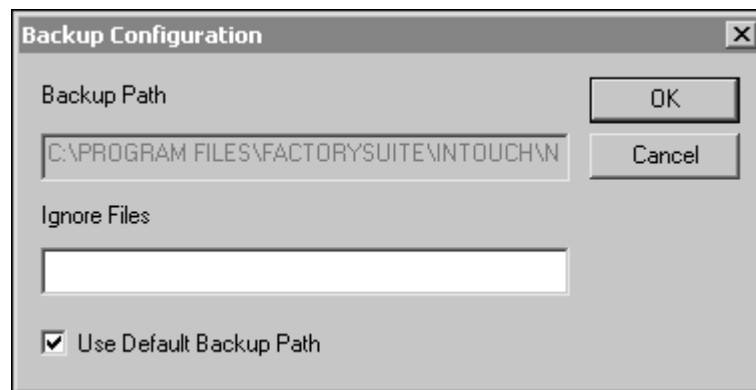 Backup Configuration
Backup Path
OK
C:\PROGRAM FILES\FACTORYSUITE\INTOUCH\N
Cancel
Ignore Files
Use Default Backup Path